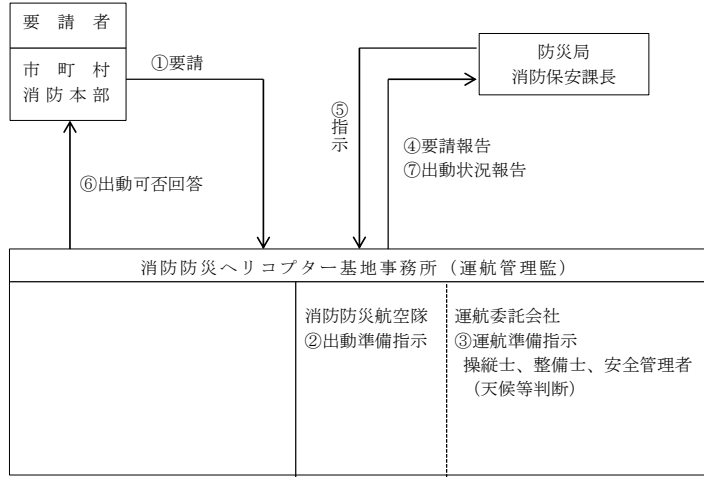 要請者
市町村
消防本部
①要請
防災局
消防保安課長
⑤指示
④要請報告
⑦出動状況報告
⑥出動可否回答
消防防災ヘリコプター基地事務所（運航管理監）
消防防災航空隊
②出動準備指示
運航委託会社
③運航準備指示
操縦士、整備士、安全管理者
（天候等判断）